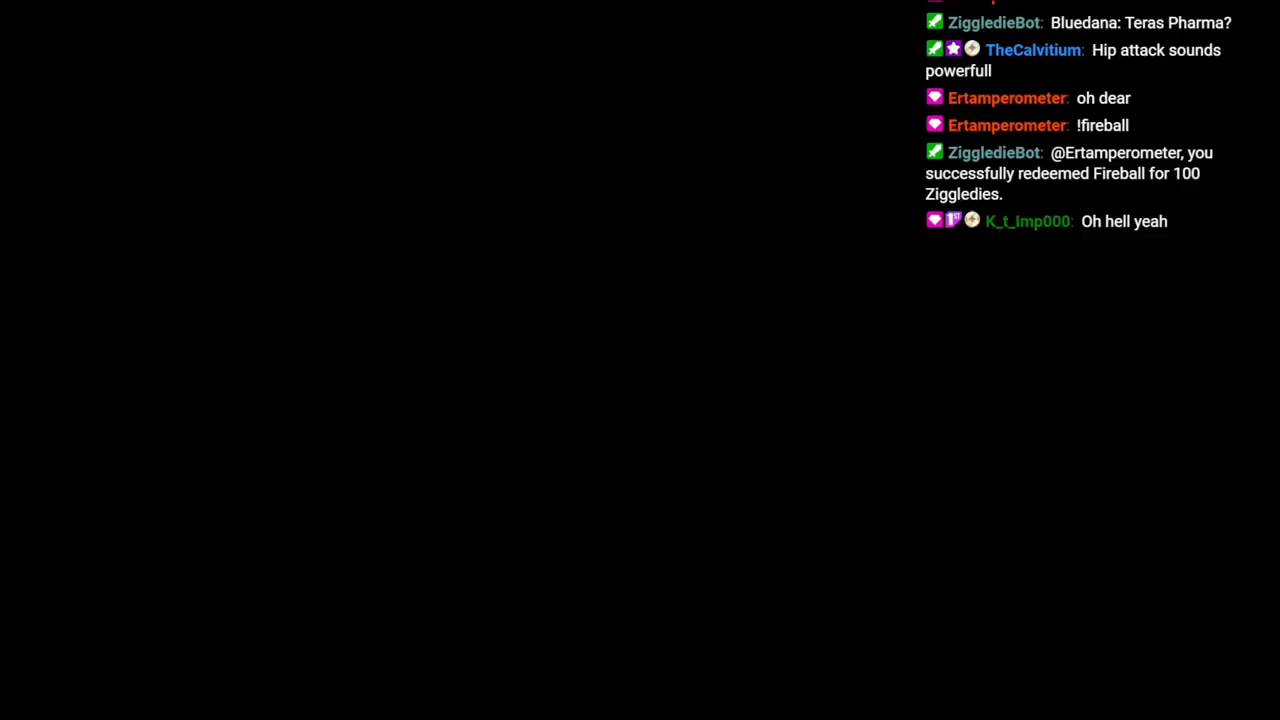 ZiggledieBot: Bluedana: Teras Pharma?
TheCalvitium: Hip attack sounds
powerfull
Ertamperometer: oh dear
Ertamperometer: !fireball
ZiggledieBot: @Ertamperometer, you
successfully redeemed Fireball for 100
Ziggledies.
K_t_Imp000: Oh hell yeah